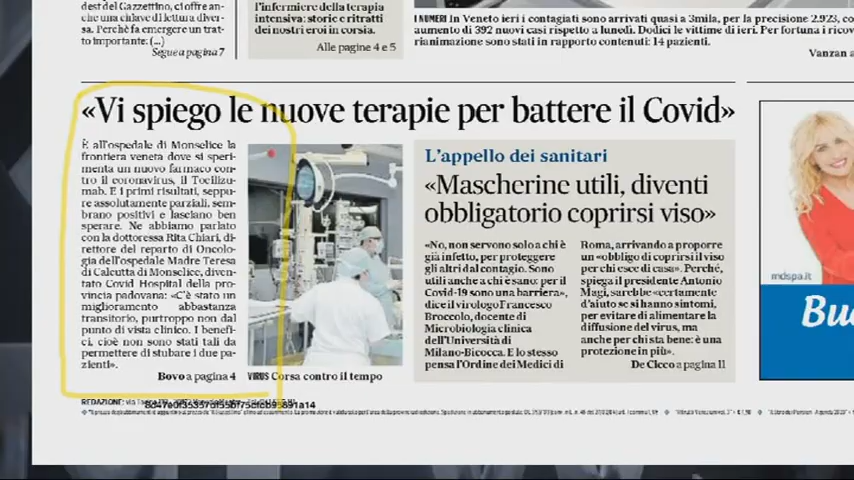 dest del Gazzettino, ci offre an-
che una chiave di lettura diver-
sa. Perchè fa emergere un trat-
to importante: (...)
Segue a pagina 7
l'infermiere della terapia
intensiva: storie e ritratti
dei nostri eroi in corsia.
Alle pagine 4 e 5
I NUMERI In Veneto ieri i contagiati sono arrivati quasi a 3mila, per la precisione 2.923, co
aumento di 392 nuovi casi rispetto a lunedì. Dodici le vittime di ieri. Per fortuna i ricov
rianimazione sono stati in rapporto contenuti: 14 pazienti.
Vanzan a
«Vi spiego le nuove terapie per battere il Covid»
È all'ospedale di Monselice la
frontiera veneta dove si speri-
menta un nuovo farmaco con-
tro il coronavirus, il Tocilizu-
mab. E i primi risultati, seppu-
re assolutamente parziali, sem-
brano positivi e lasciano ben
sperare. Ne abbiamo parlato
con la dottoressa Rita Chiari, di-
rettore del reparto di Oncolo-
gia dell'ospedale Madre Teresa
di Calcutta di Monselice, diven-
tato Covid Hospital della pro-
vincia padovana: «C'è stato un
miglioramento abbastanza
transitorio, purtroppo non dal
punto di vista clinico. I benefi-
ci, cioè non sono stati tali da
permettere di stubare i due pa-
zienti».
Bovo a pagina 4
VIRUS Corsa contro il tempo
L'appello dei sanitari
«Mascherine utili, diventi
obbligatorio coprirsi viso»
«No, non servono solo a chi è
già infetto, per proteggere
gli altri dal contagio. Sono
utili anche a chi è sano: per il
Covid-19 sono una barriera»,
dice il virologo Francesco
Broccolo, docente di
Microbiologia clinica
dell'Università di
Milano-Bicocca. E lo stesso
pensa l'Ordine dei Medici di
Roma, arrivando a proporre
un «obbligo di coprirsi il viso
per chi esce di casa». Perché,
spiega il presidente Antonio
Magi, sarebbe «certamente
d'aiuto se si hanno sintomi,
per evitare di alimentare la
diffusione del virus, ma
anche per chi sta bene: è una
protezione in più».
De Cicco a pagina 11
mdspa.it
Bu
REDAZIONE: via